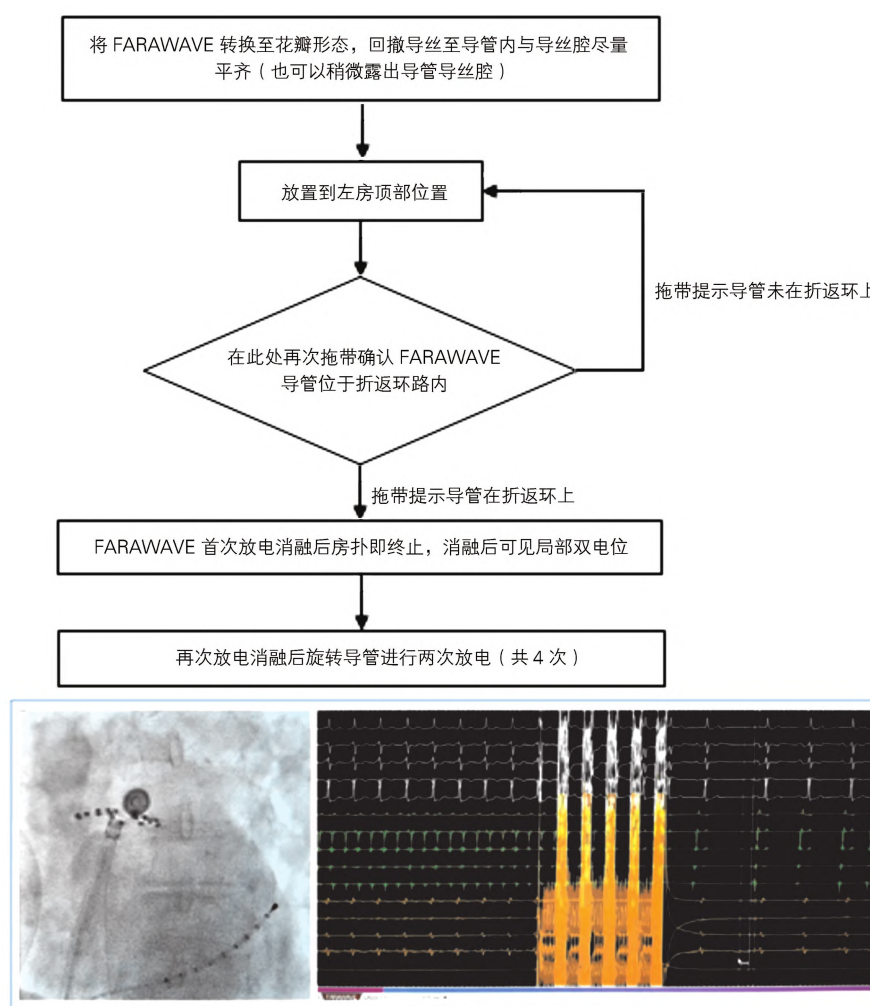 将 FARAWAVE 转换至花瓣形态，回撤导丝至导管内与导丝腔尽量
平齐（也可以稍微露出导管导丝腔）
放置到左房顶部位置
拖带提示导管未在折返环上
在此处再次拖带确认 FARAWAVE
导管位于折返环路内
拖带提示导管在折返环上
FARAWAVE 首次放电消融后房扑即终止，消融后可见局部双电位
再次放电消融后旋转导管进行两次放电（共 4 次）